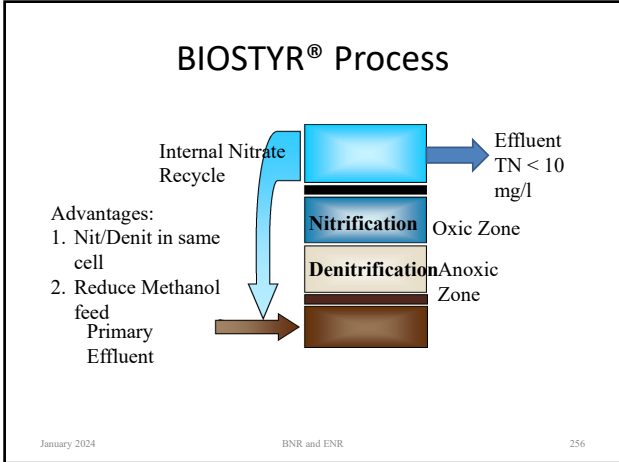 BIOSTYR® Process
Internal Nitrate
Recycle
Effluent
TN < 10
mg/l
Advantages:
1. Nit/Denit in same
cell
2. Reduce Methanol
feed
Nitrification
Oxic Zone
Denitrification
Anoxic
Zone
Primary
Effluent
January 2024
BNR and ENR
256